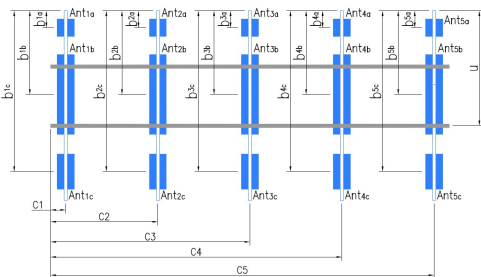 b1a Ant1a b2a Ant2a b3a Ant3a b4a Ant4a b5a Ant5a
b1b Ant1b b2b Ant2b b3b Ant3b b4b Ant4b b5b Ant5b u
b1c b2c b3c b4c b5c
Ant1c Ant2c Ant3c Ant4c Ant5c
C1
C2
C3
C4
C5